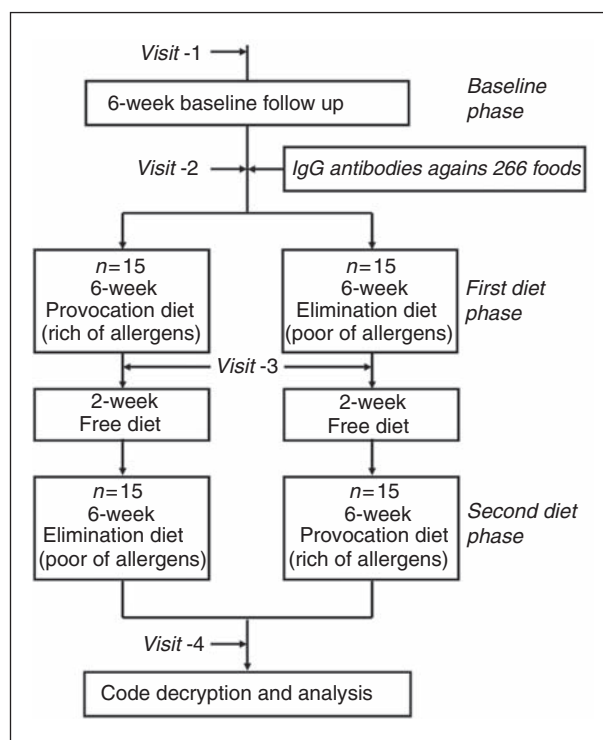 Visit -1
6-week baseline follow up
Baseline
phase
Visit -2
IgG antibodies agains 266 foods
n=15
6-week
Provocation diet
(rich of allergens)
n=15
6-week
Elimination diet
(poor of allergens)
First diet
phase
Visit -3
2-week
Free diet
2-week
Free diet
n=15
6-week
Elimination diet
(poor of allergens)
n=15
6-week
Provocation diet
(rich of allergens)
Second diet
phase
Visit -4
Code decryption and analysis